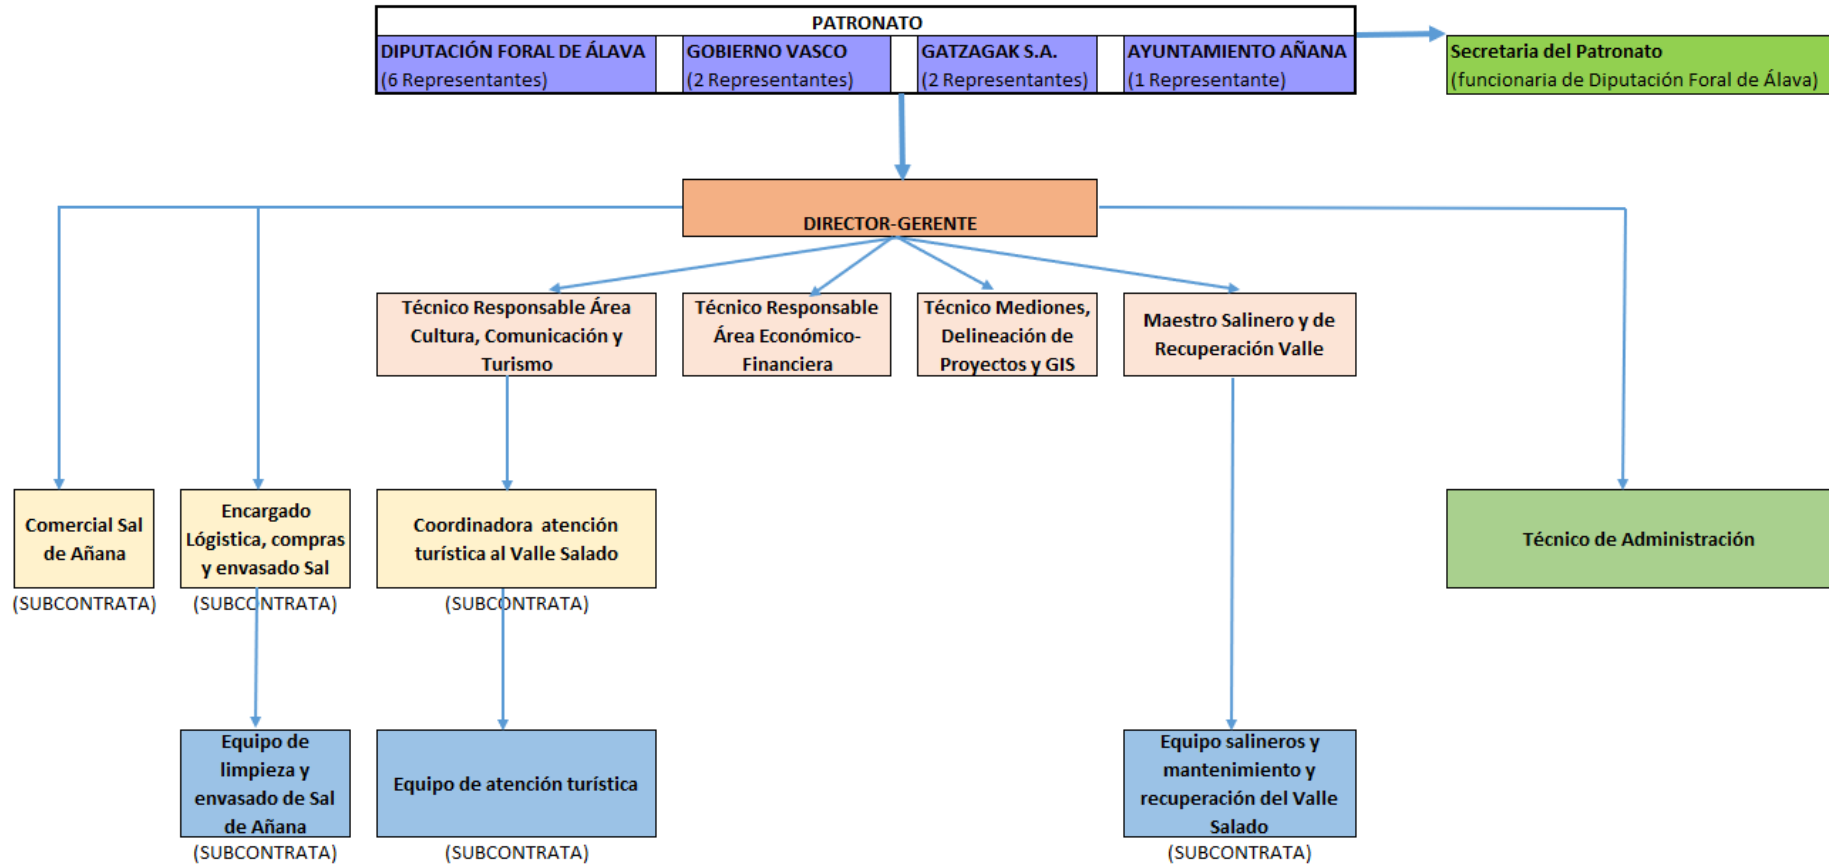 PATRONATO
DIPUTACIÓN FORAL DE ÁLAVA
(6 Representantes)
GOBIERNO VASCO
(2 Representantes)
GATZAGAK S.A.
(2 Representantes)
AYUNTAMIENTO AÑANA
(1 Representante)
Secretaria del Patronato
(funcionaria de Diputación Foral de Álava)
DIRECTOR-GERENTE
Técnico Responsable Área
Cultura, Comunicación y
Turismo
Técnico Responsable
Área Económico-
Financiera
Técnico Mediones,
Delineación de
Proyectos y GIS
Maestro Salinero y de
Recuperación Valle
Comercial Sal
de Añana
(SUBCONTRATA)
Encargado
Lógistica, compras
y envasado Sal
(SUBCONTRATA)
Coordinadora atención
turística al Valle Salado
(SUBCONTRATA)
Técnico de Administración
Equipo de
limpieza y
envasado de Sal
de Añana
(SUBCONTRATA)
Equipo de atención turística
(SUBCONTRATA)
Equipo salineros y
mantenimiento y
recuperación del Valle
Salado
(SUBCONTRATA)